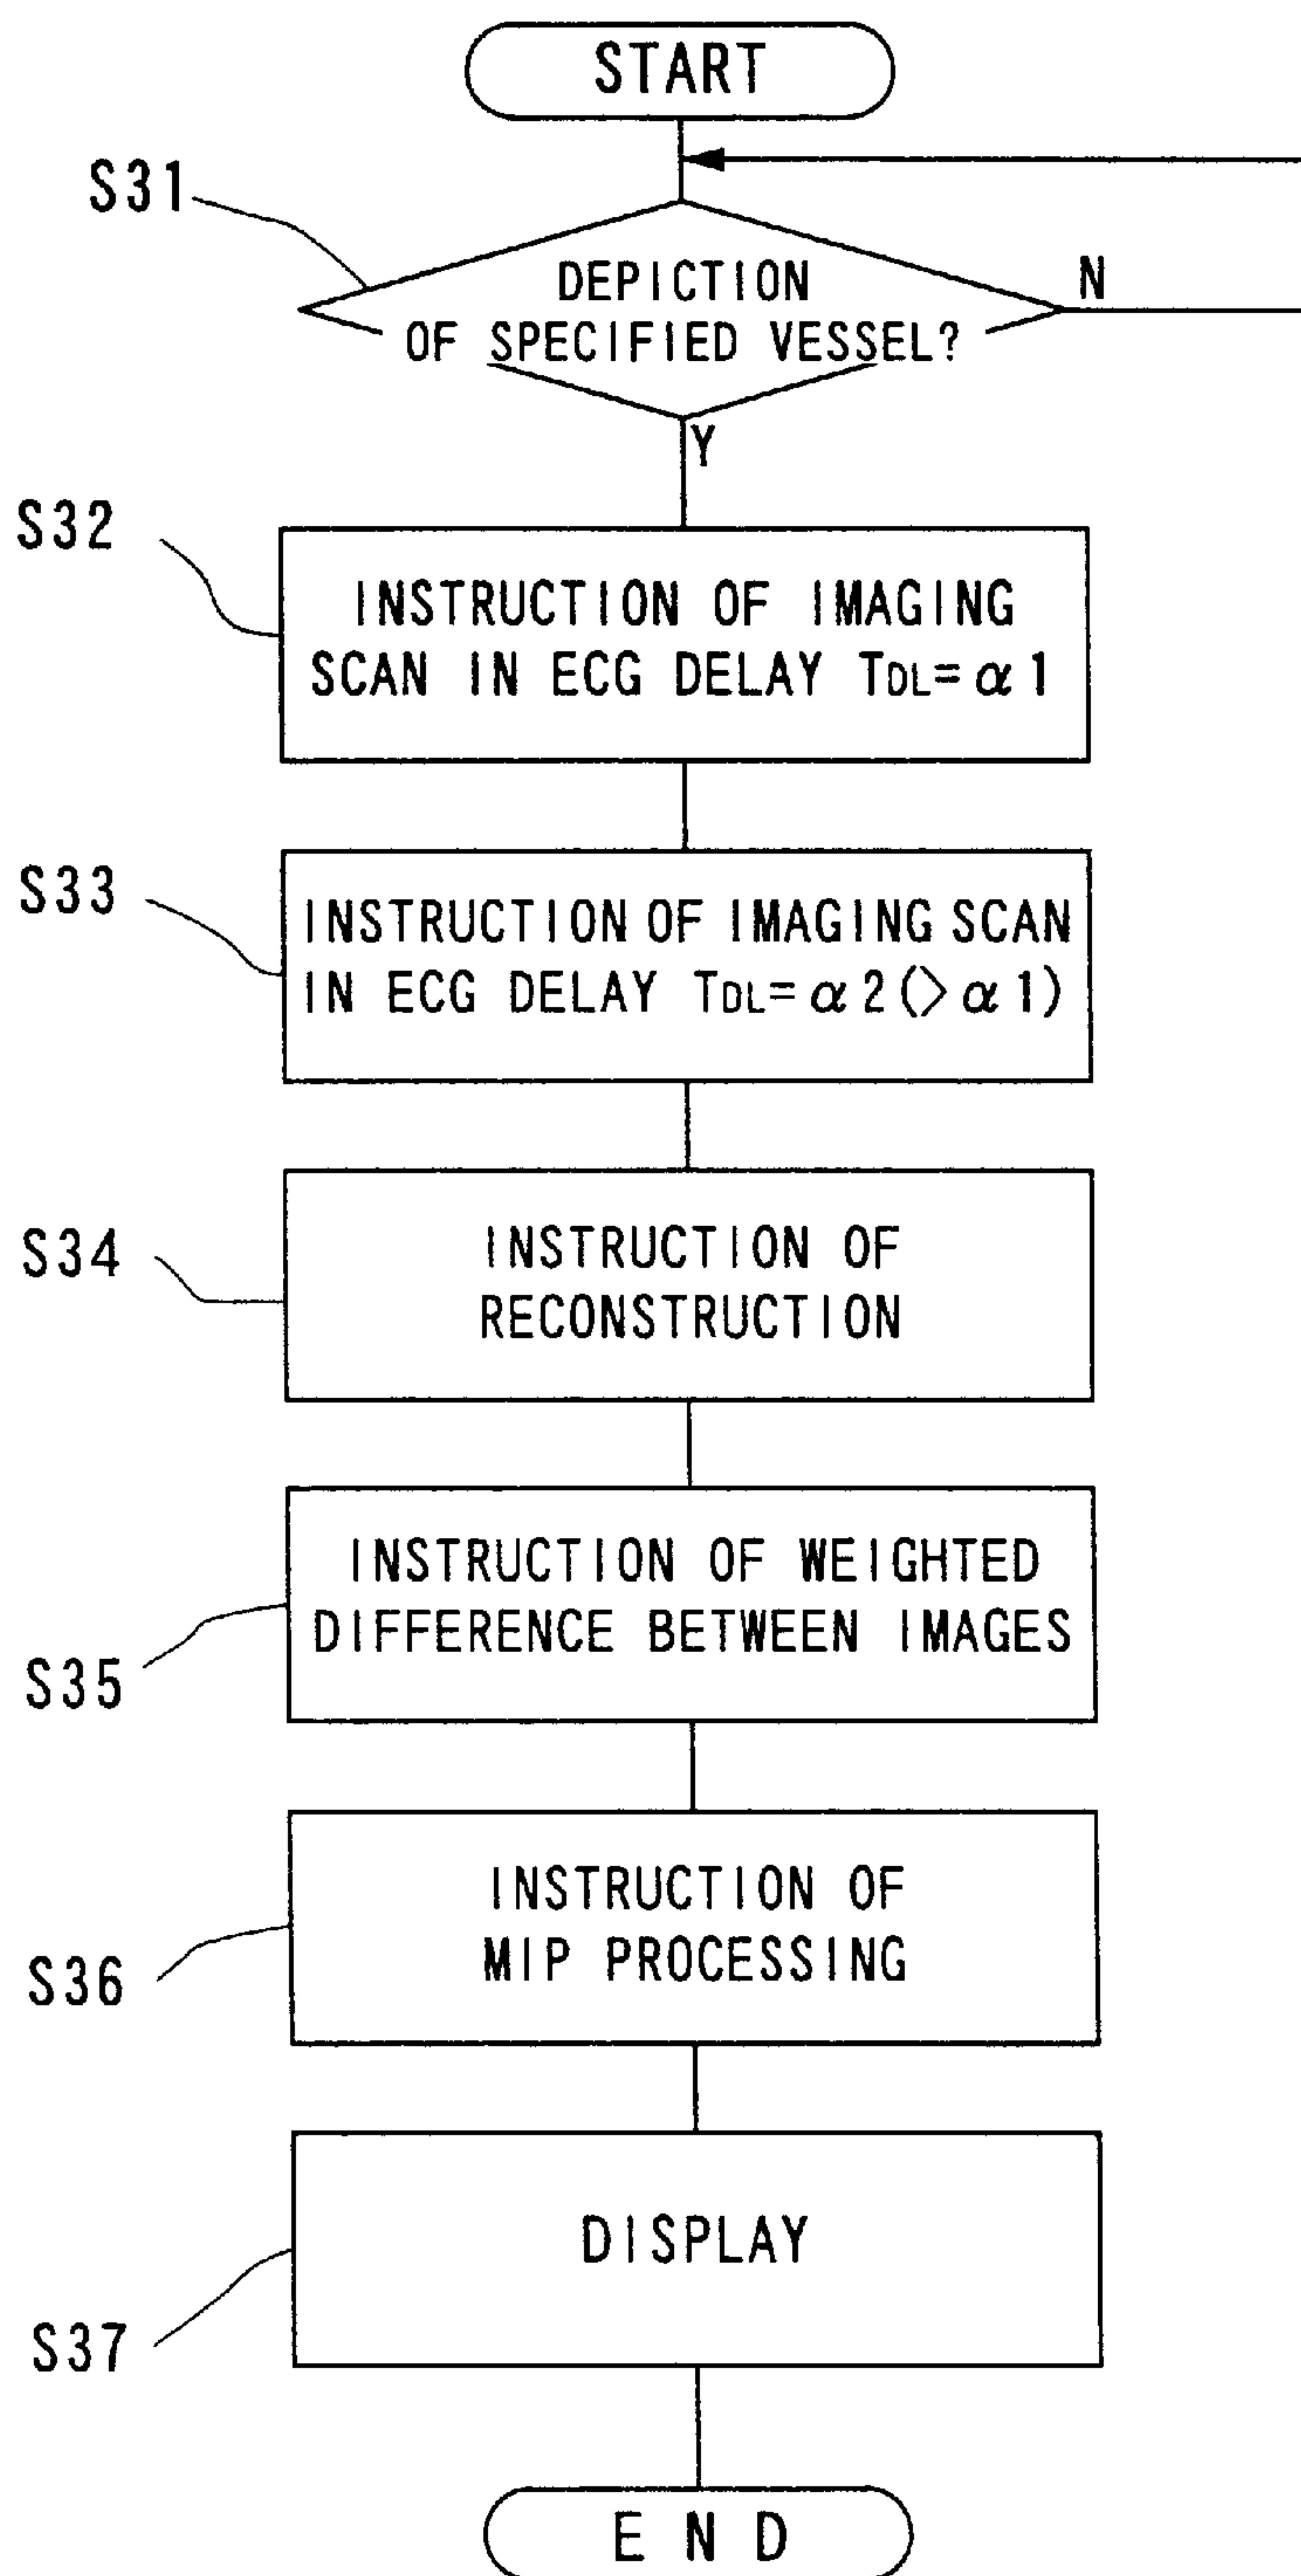 START
S31
DEPICTION
OF SPECIFIED VESSEL?
N
Y
S32
INSTRUCTION OF IMAGING
SCAN IN ECG DELAY TDL=α1
S33
INSTRUCTION OF IMAGING SCAN
IN ECG DELAY TDL=α2(>α1)
S34
INSTRUCTION OF
RECONSTRUCTION
S35
INSTRUCTION OF WEIGHTED
DIFFERENCE BETWEEN IMAGES
S36
INSTRUCTION OF
MIP PROCESSING
S37
DISPLAY
END